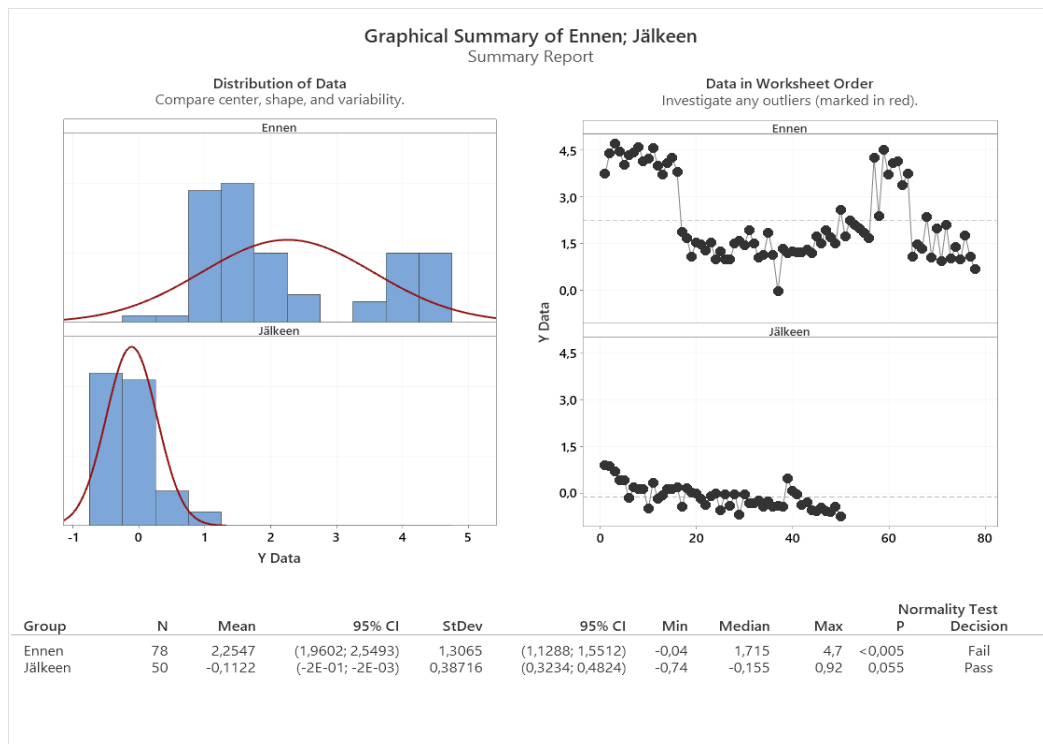 Graphical Summary of Ennen; Jälkeen
Summary Report
Distribution of Data
Compare center, shape, and variability.
Ennen
Jälkeen
-1 0 1 2 3 4 5
Y Data
Data in Worksheet Order
Investigate any outliers (marked in red).
Ennen
4,5
3,0
1,5
0,0
Y Data
Jälkeen
4,5
3,0
1,5
0,0
0 20 40 60 80
Normality Test
Group N Mean 95% CI StDev 95% CI Min Median Max P Decision
Ennen 78 2,2547 (1,9602; 2,5493) 1,3065 (1,1288; 1,5512) -0,04 1,715 4,7 <0,005 Fail
Jälkeen 50 -0,1122 (-2E-01; -2E-03) 0,38716 (0,3234; 0,4824) -0,74 -0,155 0,92 0,055 Pass